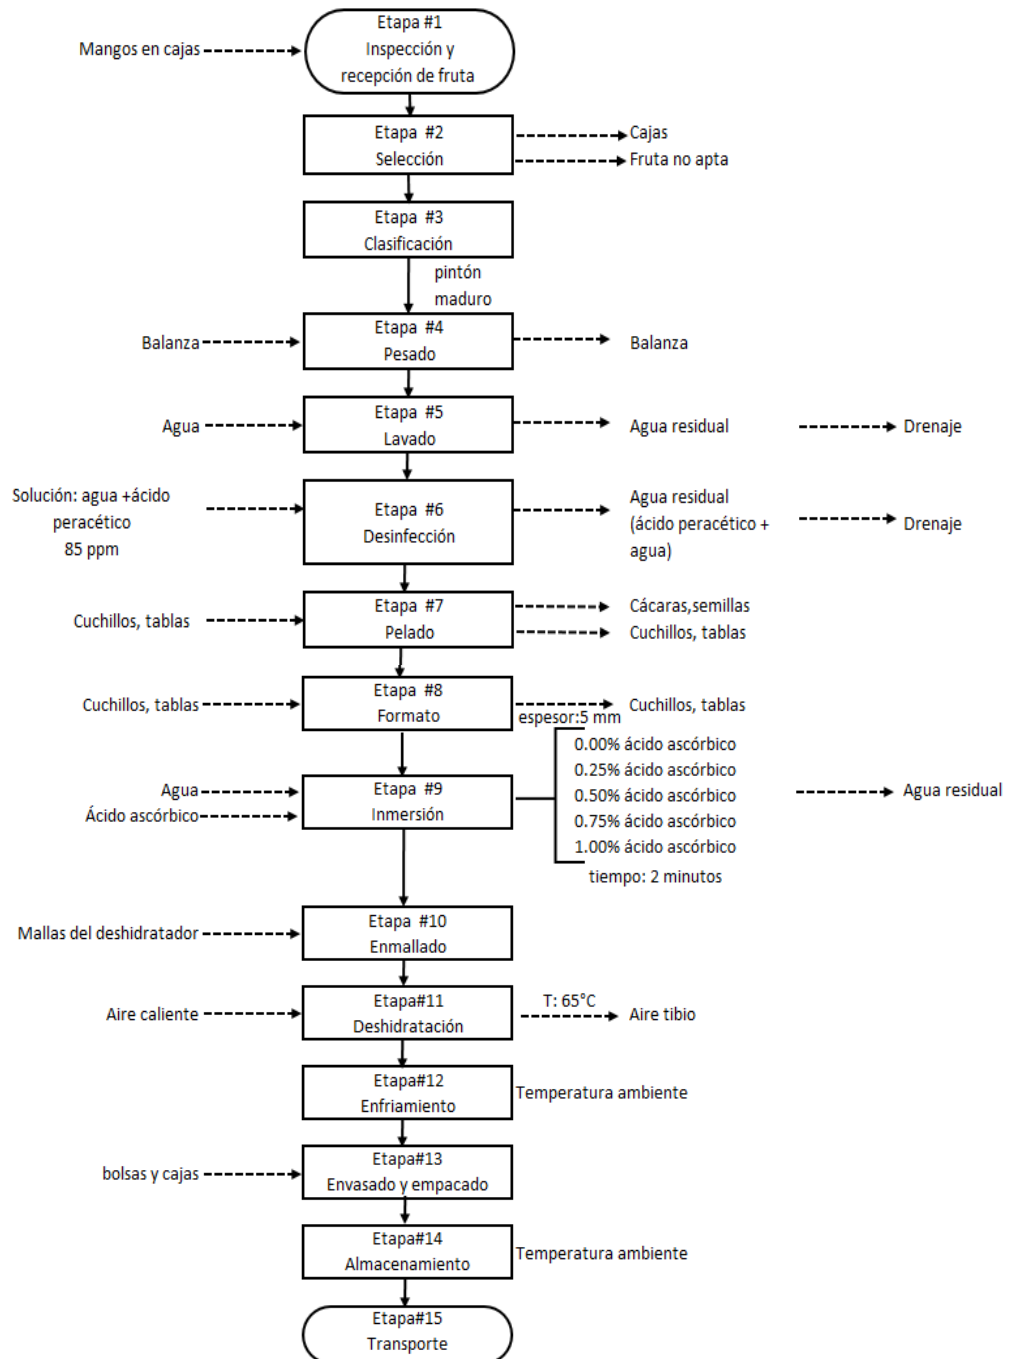 Etapa #1
Inspección y
recepción de fruta
Mangos en cajas
Etapa #2
Selección
Cajas
Fruta no apta
Etapa #3
Clasificación
pintón
maduro
Etapa #4
Pesado
Balanza
Balanza
Etapa #5
Lavado
Agua
Agua residual
Drenaje
Solución: agua +ácido
peracético
85 ppm
Etapa #6
Desinfección
Agua residual
(ácido peracético +
agua)
Drenaje
Cuchillos, tablas
Etapa #7
Pelado
Cácaras,semillas
Cuchillos, tablas
Cuchillos, tablas
Etapa #8
Formato
Cuchillos, tablas
espesor:5 mm
Agua
Ácido ascórbico
Etapa #9
Inmersión
0.00% ácido ascórbico
0.25% ácido ascórbico
0.50% ácido ascórbico
0.75% ácido ascórbico
1.00% ácido ascórbico
tiempo: 2 minutos
Agua residual
Mallas del deshidratador
Etapa #10
Enmallado
Aire caliente
Etapa#11
Deshidratación
T: 65°C
Aire tibio
Etapa#12
Enfriamiento
Temperatura ambiente
bolsas y cajas
Etapa#13
Envasado y empacado
Etapa#14
Almacenamiento
Temperatura ambiente
Etapa#15
Transporte